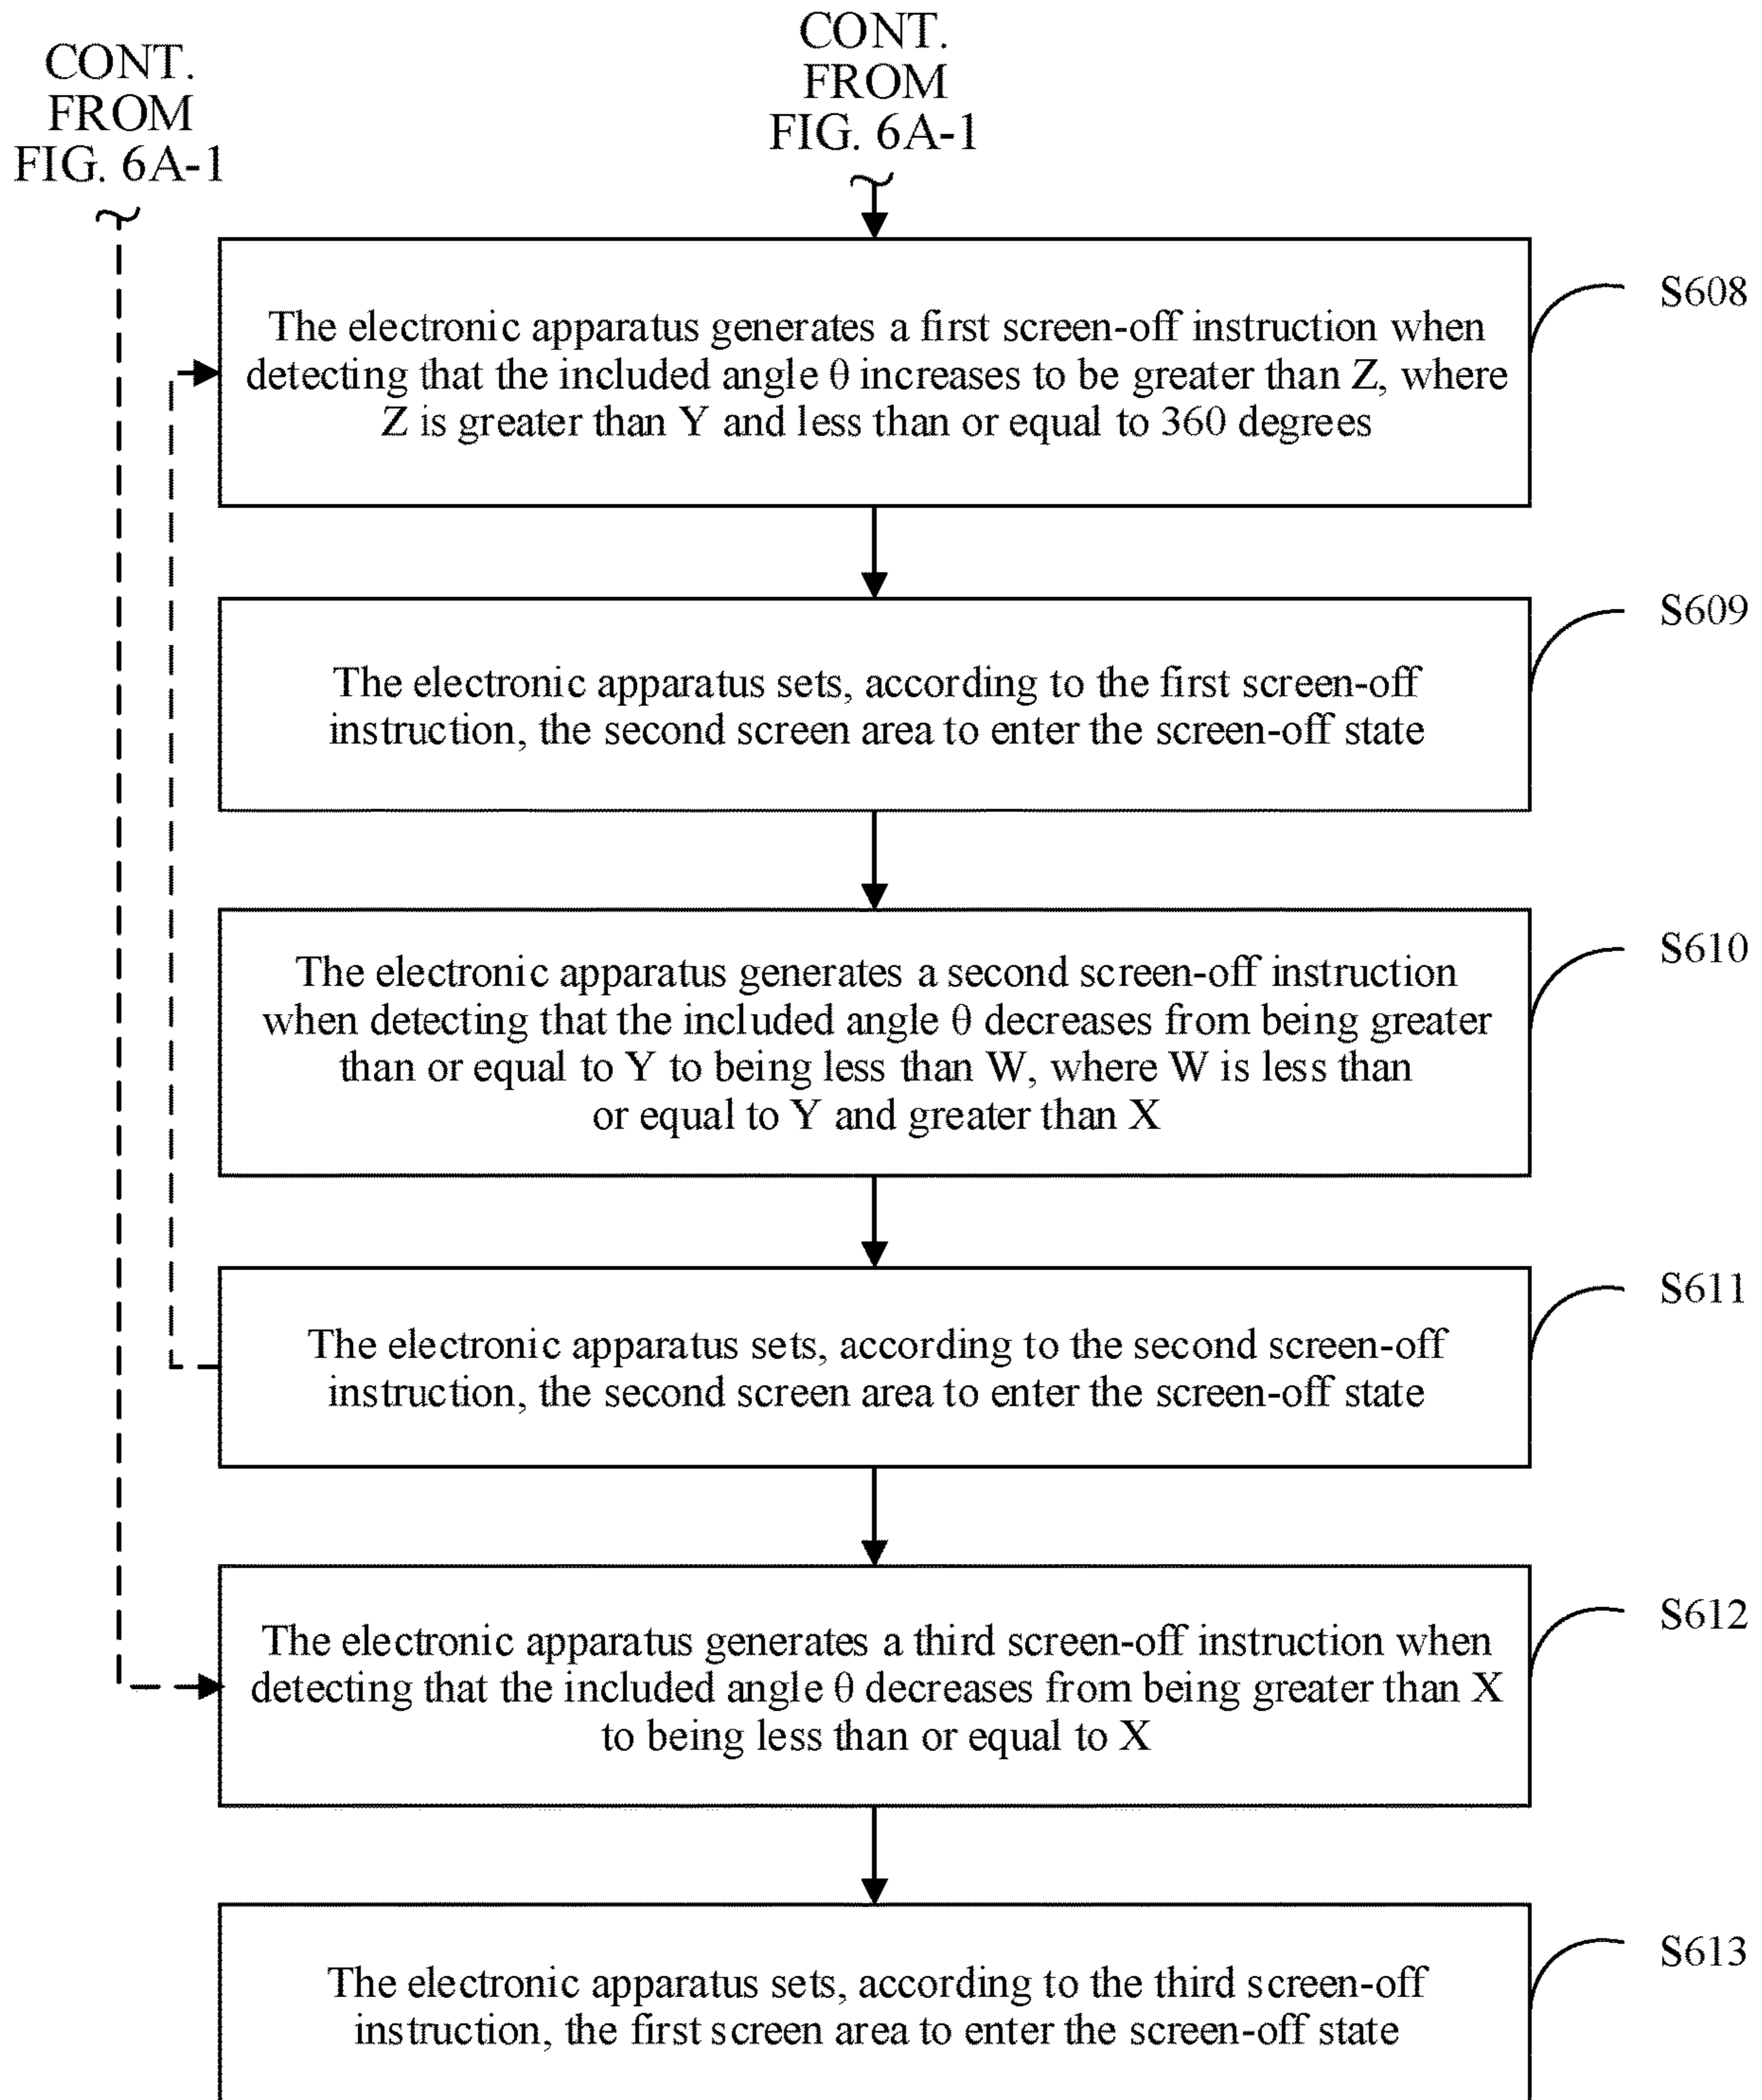 CONT.
FROM
FIG. 6A-1
CONT.
FROM
FIG. 6A-1
The electronic apparatus generates a first screen-off instruction when
detecting that the included angle θ increases to be greater than Z, where
Z is greater than Y and less than or equal to 360 degrees
S608
The electronic apparatus sets, according to the first screen-off
instruction, the second screen area to enter the screen-off state
S609
The electronic apparatus generates a second screen-off instruction
when detecting that the included angle θ decreases from being greater
than or equal to Y to being less than W, where W is less than
or equal to Y and greater than X
S610
The electronic apparatus sets, according to the second screen-off
instruction, the second screen area to enter the screen-off state
S611
The electronic apparatus generates a third screen-off instruction when
detecting that the included angle θ decreases from being greater than X
to being less than or equal to X
S612
The electronic apparatus sets, according to the third screen-off
instruction, the first screen area to enter the screen-off state
S613